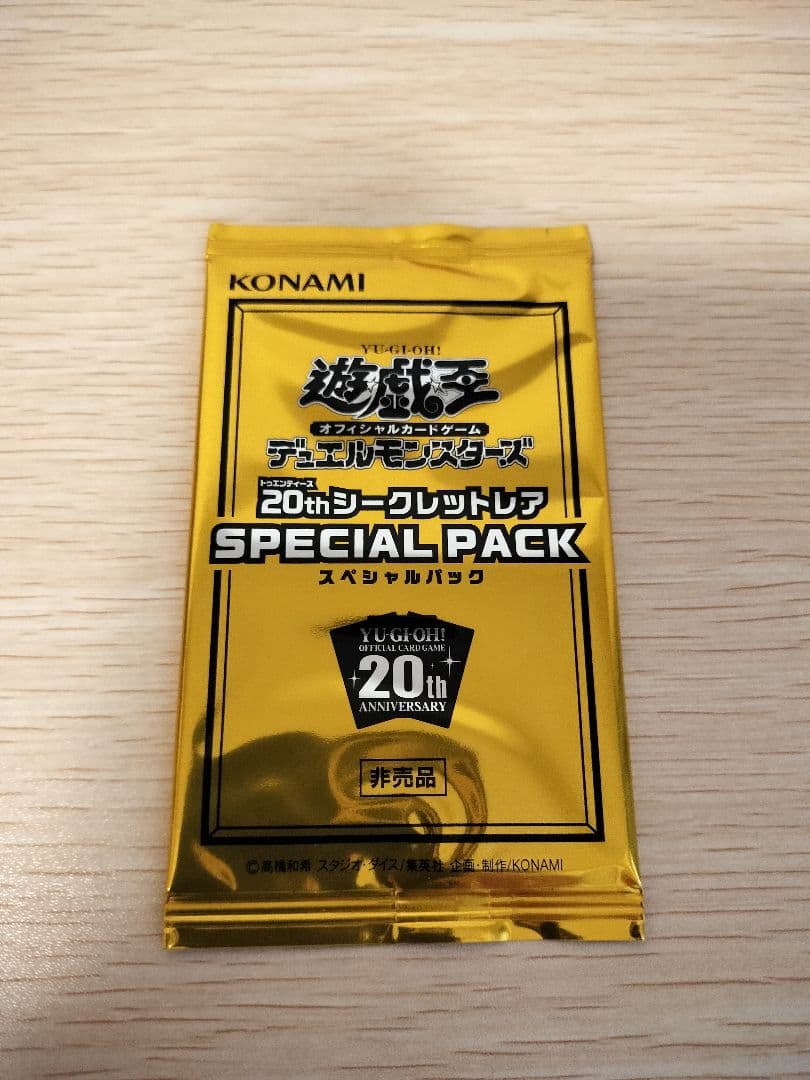 KONAMI
YU-GI-OH!
遊☆戯☆王
オフィシャルカードゲーム
デュエルモンスターズ
トゥエンティース
20thシークレットレア
SPECIAL PACK
スペシャルパック
YU-GI-OH!
OFFICIAL CARD GAME
20th
ANNIVERSARY
非売品
©高橋和希 スタジオ・ダイス/集英社 企画・制作/KONAMI